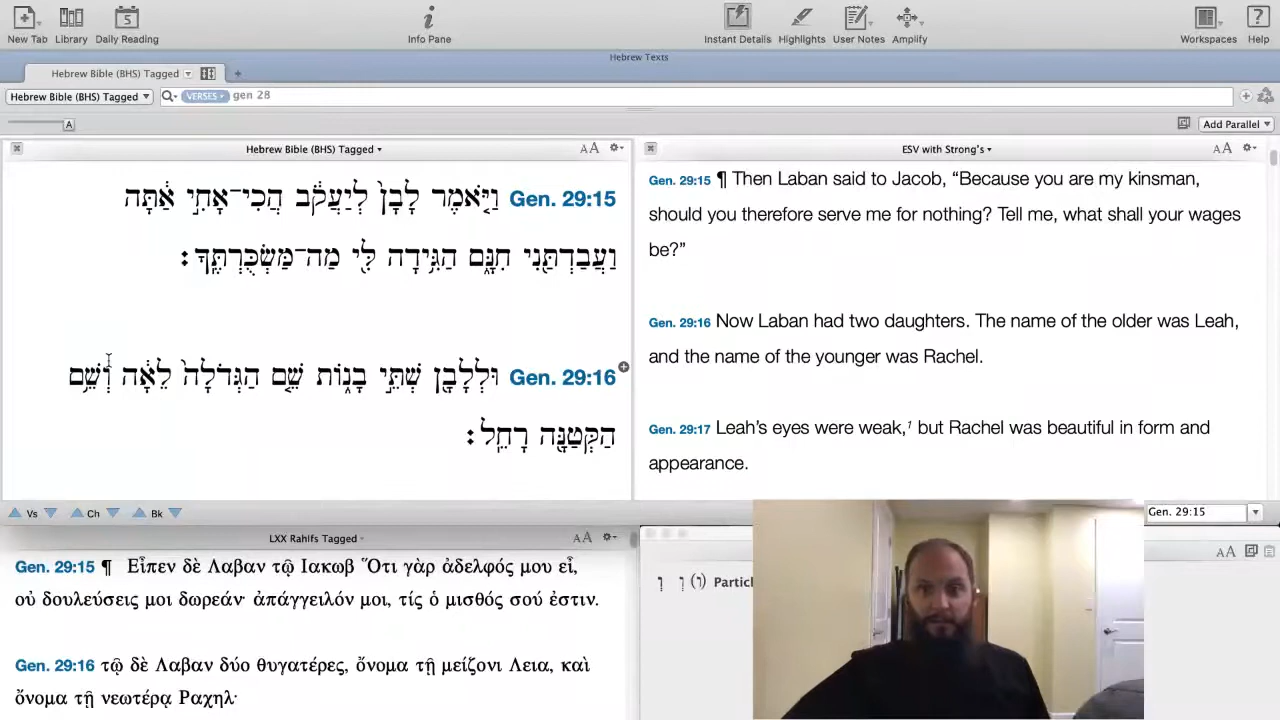 New Tab Library Daily Reading Info Pane Instant Details Highlights User Notes Amplify Workspaces Help
5
Hebrew Texts
Hebrew Bible (BHS) Tagged
Hebrew Bible (BHS) Tagged VERSES gen 28
A Add Parallel
Hebrew Bible (BHS) Tagged AA
Gen. 29:15 וַיֹּ֤אמֶר לָבָן֙ לְיַעֲקֹ֔ב הֲכִי־אָחִ֣י אַ֔תָּה
וַעֲבַדְתַּ֖נִי חִנָּ֑ם הַגִּ֥ידָה לִּ֖י מַה־מַּשְׂכֻּרְתֶּֽךָ׃
Gen. 29:16 וּלְלָבָ֖ן שְׁתֵּ֣י בָנ֑וֹת שֵׁ֤ם הַגְּדֹלָה֙ לֵאָ֔ה וְשֵׁ֥ם
הַקְּטַנָּ֖ה רָחֵֽל׃
Vs Ch Bk
ESV with Strong's AA
Gen. 29:15 ¶ Then Laban said to Jacob, “Because you are my kinsman,
should you therefore serve me for nothing? Tell me, what shall your wages
be?”
Gen. 29:16 Now Laban had two daughters. The name of the older was Leah,
and the name of the younger was Rachel.
Gen. 29:17 Leah’s eyes were weak,¹ but Rachel was beautiful in form and
appearance.
Gen. 29:15
LXX Rahlfs Tagged AA
Gen. 29:15 ¶ Εἶπεν δὲ Λαβαν τῷ Ιακωβ Ὅτι γὰρ ἀδελφός μου εἶ,
οὐ δουλεύσεις μοι δωρεάν· ἀπάγγειλόν μοι, τίς ὁ μισθός σού ἐστιν.
Gen. 29:16 τῷ δὲ Λαβαν δύο θυγατέρες, ὄνομα τῇ μείζονι Λεια, καὶ
ὄνομα τῇ νεωτέρᾳ Ραχηλ·
AA
וְ וְ (וְ) Partic